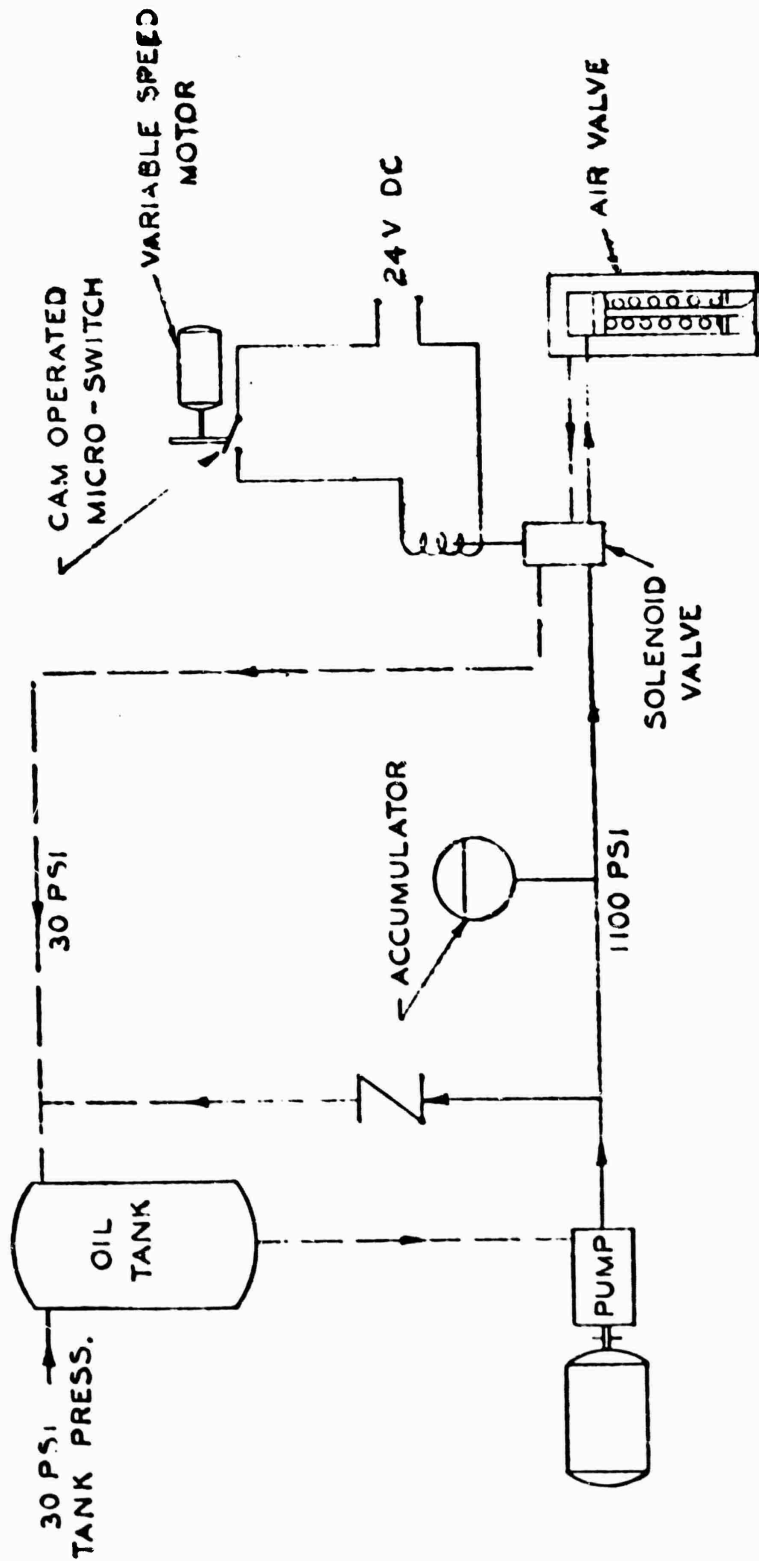 30 PSI
TANK PRESS.
OIL
TANK
30 PSI
CAM OPERATED
MICRO-SWITCH
VARIABLE SPEED
MOTOR
24V DC
ACCUMULATOR
PUMP
1100 PSI
SOLENOID
VALVE
AIR VALVE